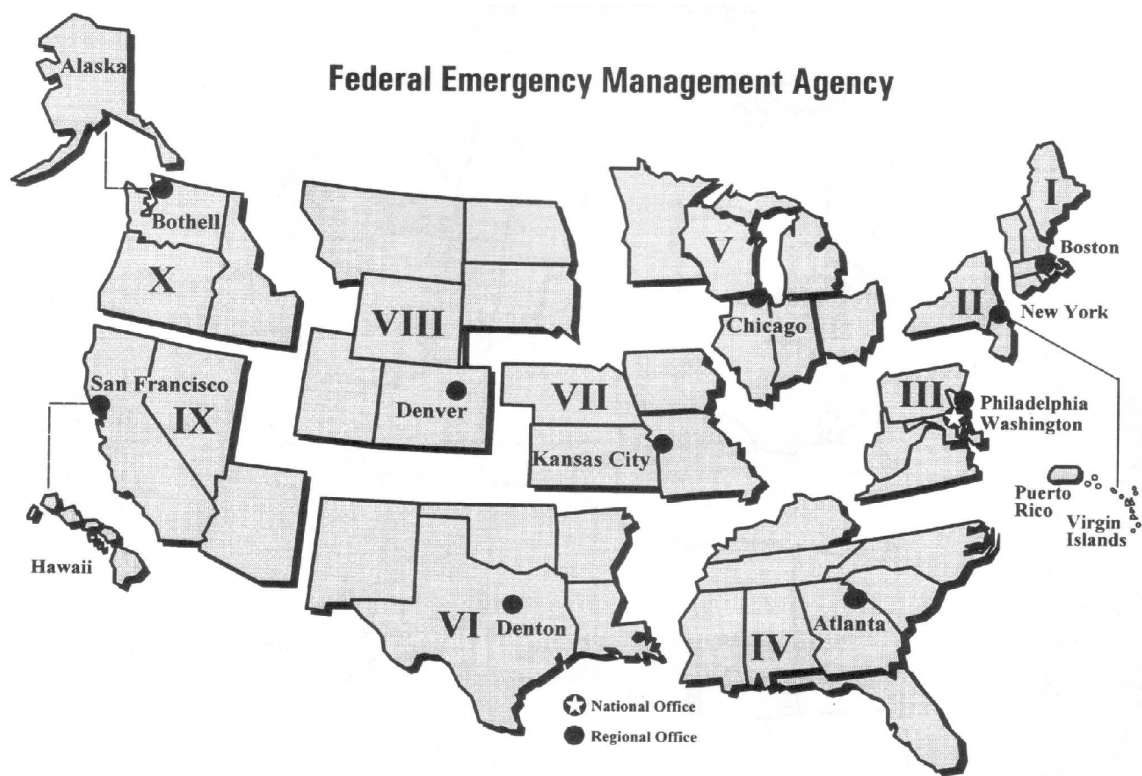 Federal Emergency Management Agency
Alaska
Bothell
X
VIII
V
Chicago
I
Boston
II
New York
San Francisco
IX
Denver
VII
Kansas City
III
Philadelphia
Washington
Puerto
Rico
Virgin
Islands
Hawaii
VI
Denton
IV
Atlanta
National Office
Regional Office